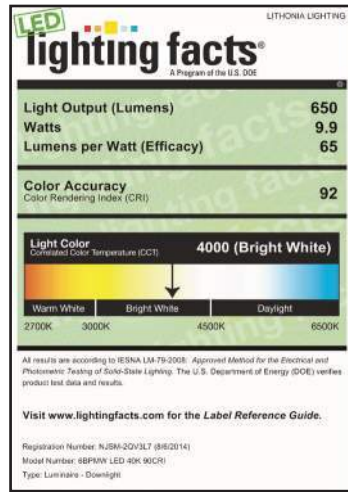 LED
LITHONIA LIGHTING
lighting facts®
A Program of the U.S. DOE
Light Output (Lumens) 650
Watts 9.9
Lumens per Watt (Efficacy) 65
Color Accuracy
Color Rendering Index (CRI) 92
Light Color
Correlated Color Temperature (CCT) 4000 (Bright White)
Warm White Bright White Daylight
2700K 3000K 4500K 6500K
All results are according to IESNA LM-79-2008: Approved Method for the Electrical and
Photometric Testing of Solid-State Lighting. The U.S. Department of Energy (DOE) verifies
product test data and results.
Visit www.lightingfacts.com for the Label Reference Guide.
Registration Number: NJSM-2QV3L7 (8/6/2014)
Model Number: 6BPMW LED 40K 90CRI
Type: Luminaire - Downlight